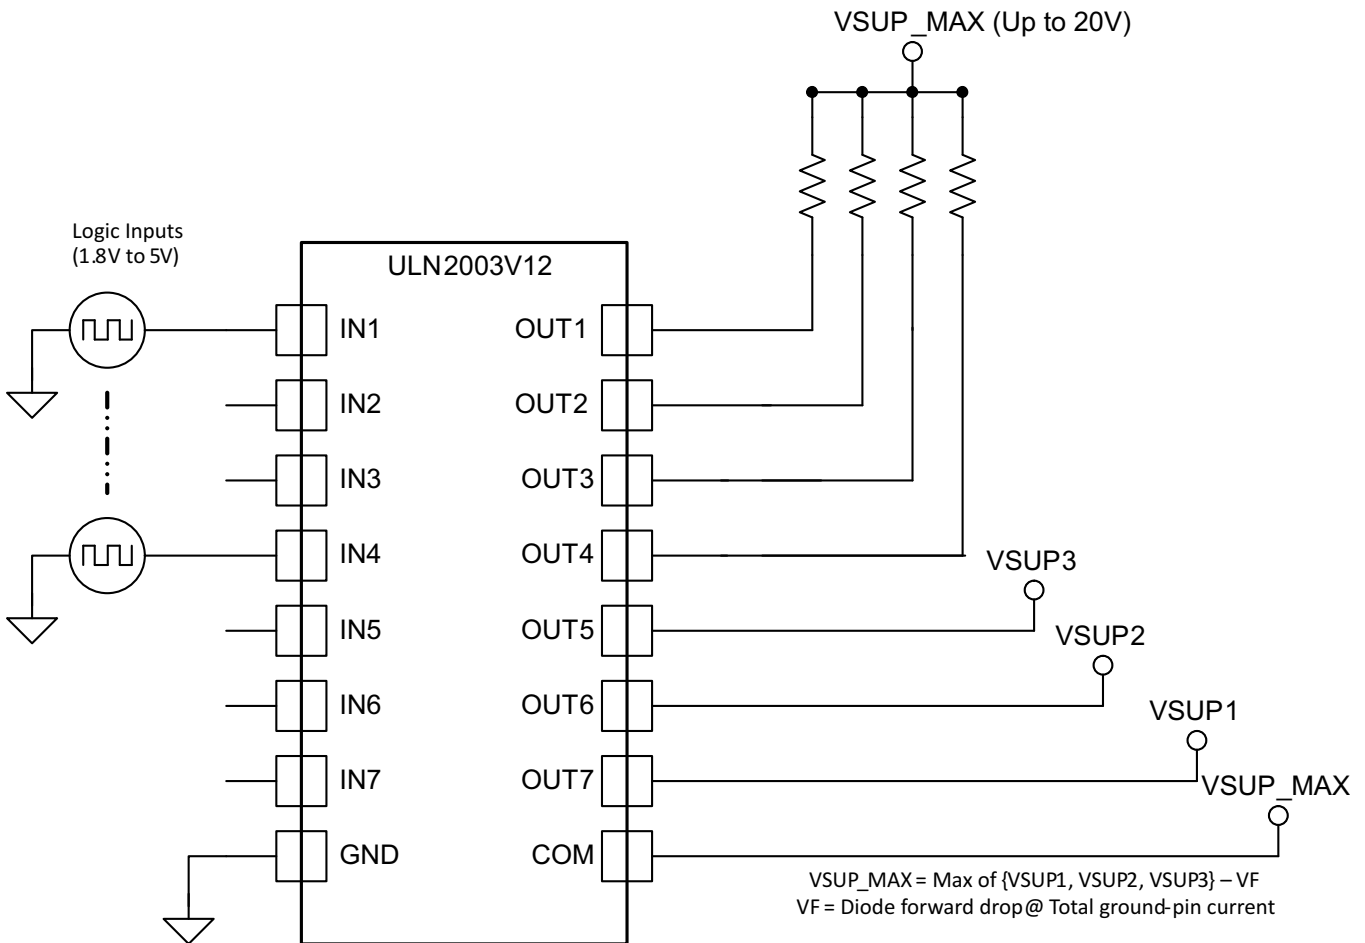 VSUP_MAX (Up to 20V)
Logic Inputs
(1.8V to 5V)
ULN2003V12
IN1
OUT1
IN2
OUT2
IN3
OUT3
IN4
OUT4
VSUP3
IN5
OUT5
VSUP2
IN6
OUT6
VSUP1
IN7
OUT7
VSUP_MAX
GND
COM
VSUP_MAX = Max of {VSUP1, VSUP2, VSUP3} – VF
VF = Diode forward drop @ Total ground-pin current